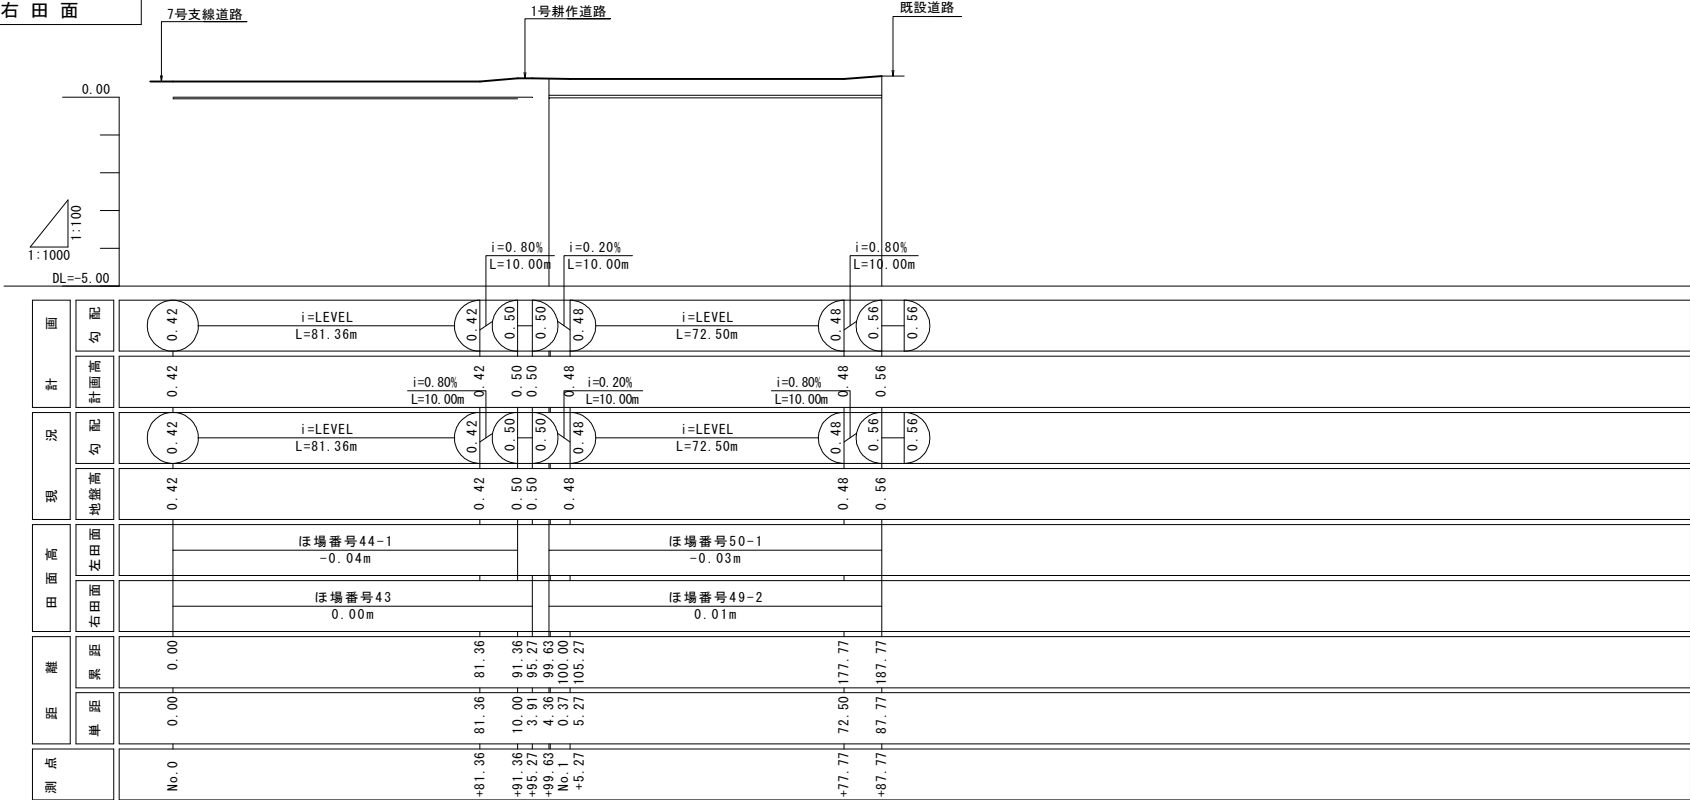 右田面
7号支線道路
1号耕作道路
既設道路
0.00
1:100
1:1000
DL=-5.00
i=0.80%
L=10.00m
i=0.20%
L=10.00m
i=0.80%
L=10.00m
計画
勾配
0.42
i=LEVEL
L=81.36m
0.42
0.50
0.50
0.48
i=LEVEL
L=72.50m
0.48
0.56
0.56
計画高
0.42
0.42
0.50
0.50
0.48
0.48
0.56
i=0.80%
L=10.00m
i=0.20%
L=10.00m
i=0.80%
L=10.00m
現況
勾配
0.42
i=LEVEL
L=81.36m
0.42
0.50
0.50
0.48
i=LEVEL
L=72.50m
0.48
0.56
0.56
地盤高
0.42
0.42
0.50
0.50
0.48
0.48
0.56
田面高
左田面
ほ場番号44-1
-0.04m
ほ場番号50-1
-0.03m
右田面
ほ場番号43
0.00m
ほ場番号49-2
0.01m
距離
累距
0.00
81.36
91.36
95.27
99.63
100.00
105.27
177.77
187.77
単距
0.00
81.36
10.00
3.91
4.36
0.37
5.27
72.50
87.77
測点
No.0
+81.36
+91.36
+95.27
+99.63
No.1
+5.27
+77.77
+87.77